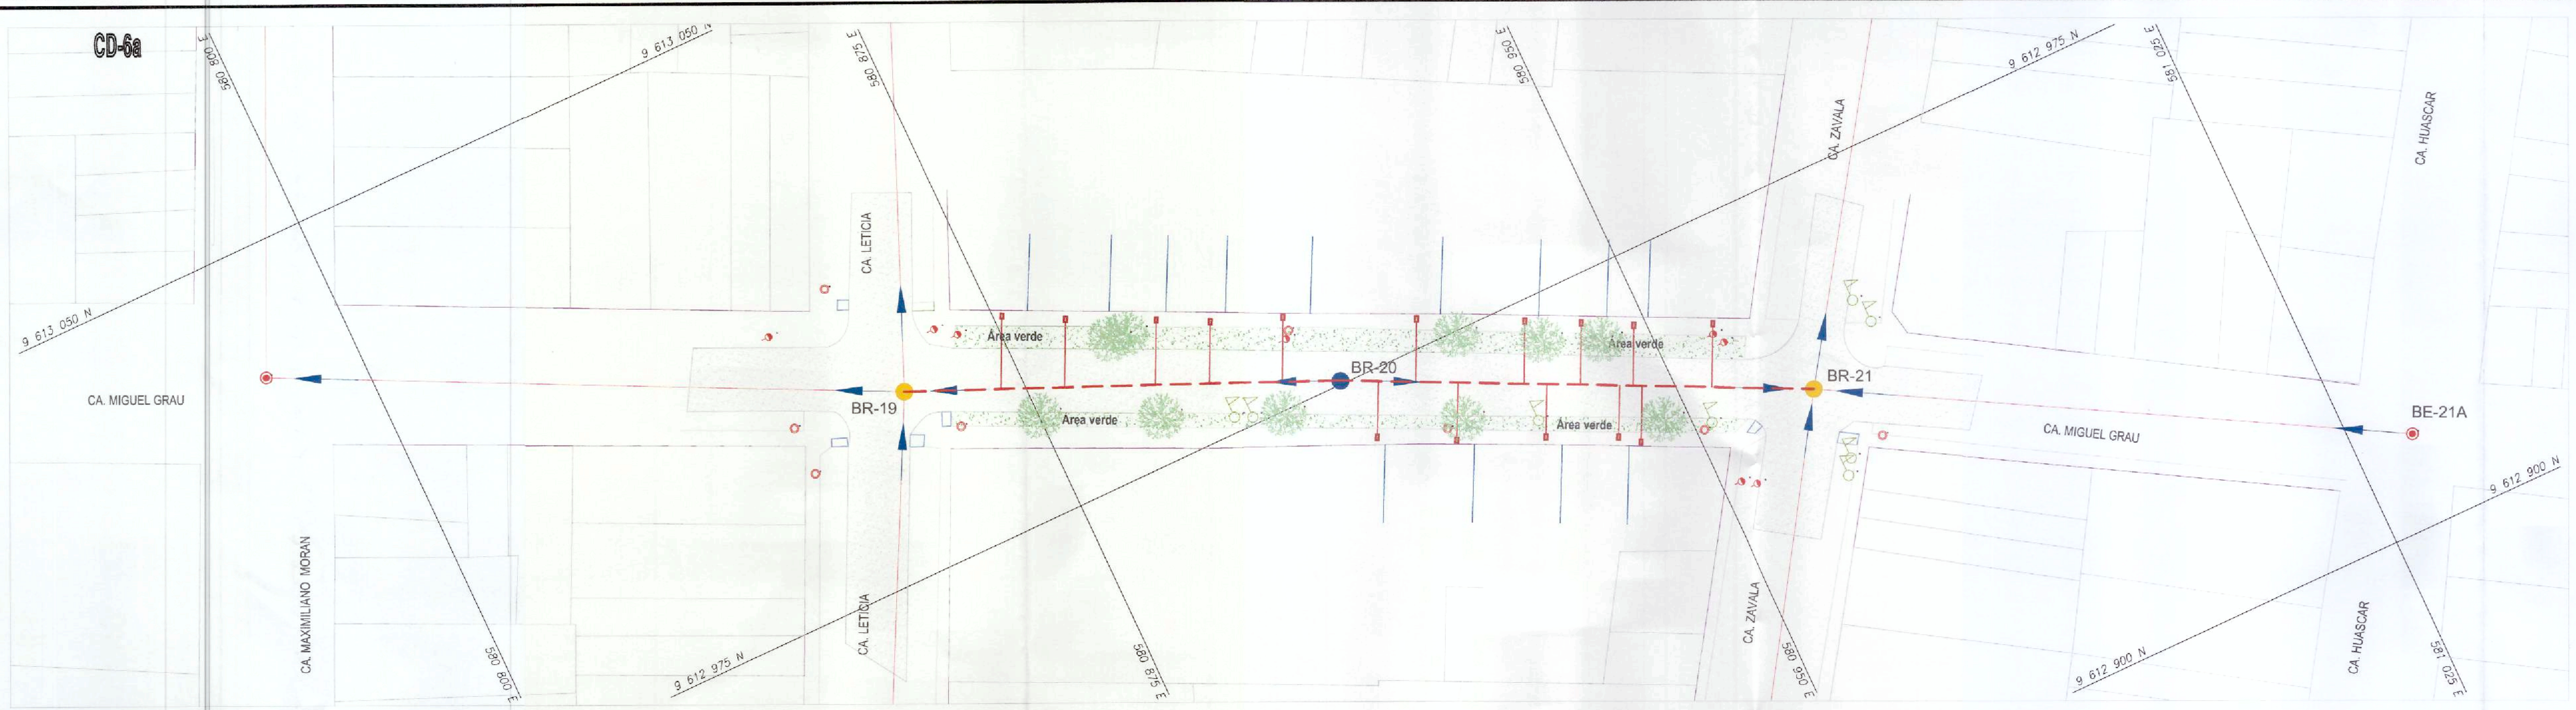 CD-6a
580 800 E
9 613 050 N
580 875 E
580 950 E
9 612 975 N
581 025 E
CA. ZAVALA
CA. HUASCAR
CA. LETICIA
9 613 050 N
Área verde
Área verde
BR-20
BR-21
CA. MIGUEL GRAU
BR-19
Área verde
Área verde
CA. MIGUEL GRAU
BE-21A
9 612 900 N
CA. MAXIMILIANO MORAN
CA. LETICIA
CA. ZAVALA
CA. HUASCAR
580 800 E
9 612 975 N
580 875 E
580 950 E
9 612 900 N
581 025 E